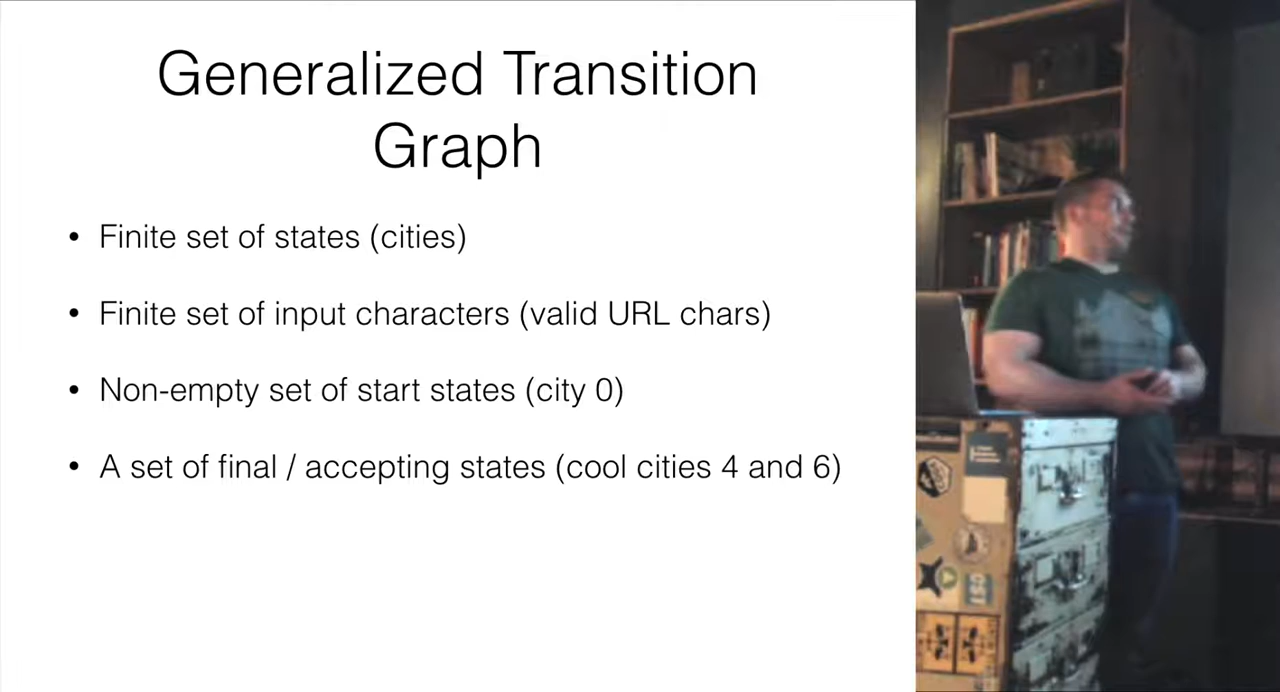 Generalized Transition
Graph
• Finite set of states (cities)
• Finite set of input characters (valid URL chars)
• Non-empty set of start states (city 0)
• A set of final / accepting states (cool cities 4 and 6)